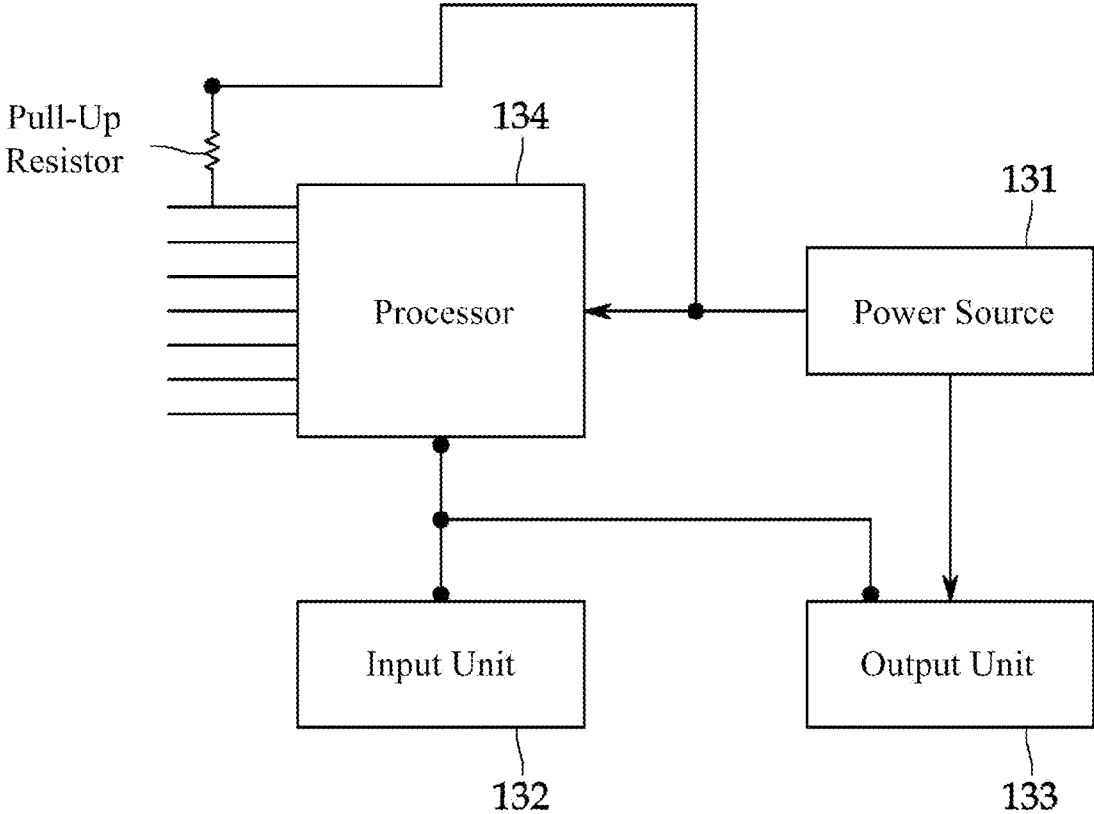 Pull-Up
Resistor
134
131
Processor
Power Source
Input Unit
Output Unit
132
133